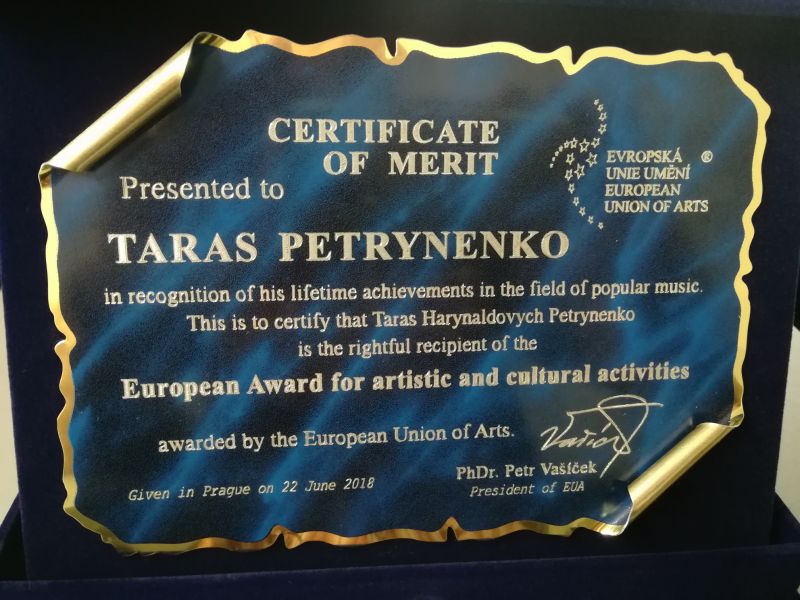 CERTIFICATE
OF MERIT
EVROPSKÁ ®
UNIE UMĚNÍ
EUROPEAN
UNION OF ARTS
Presented to
TARAS PETRYNENKO
in recognition of his lifetime achievements in the field of popular music.
This is to certify that Taras Harynaldovych Petrynenko
is the rightful recipient of the
European Award for artistic and cultural activities
awarded by the European Union of Arts.
PhDr. Petr Vašíček
President of EUA
Given in Prague on 22 June 2018